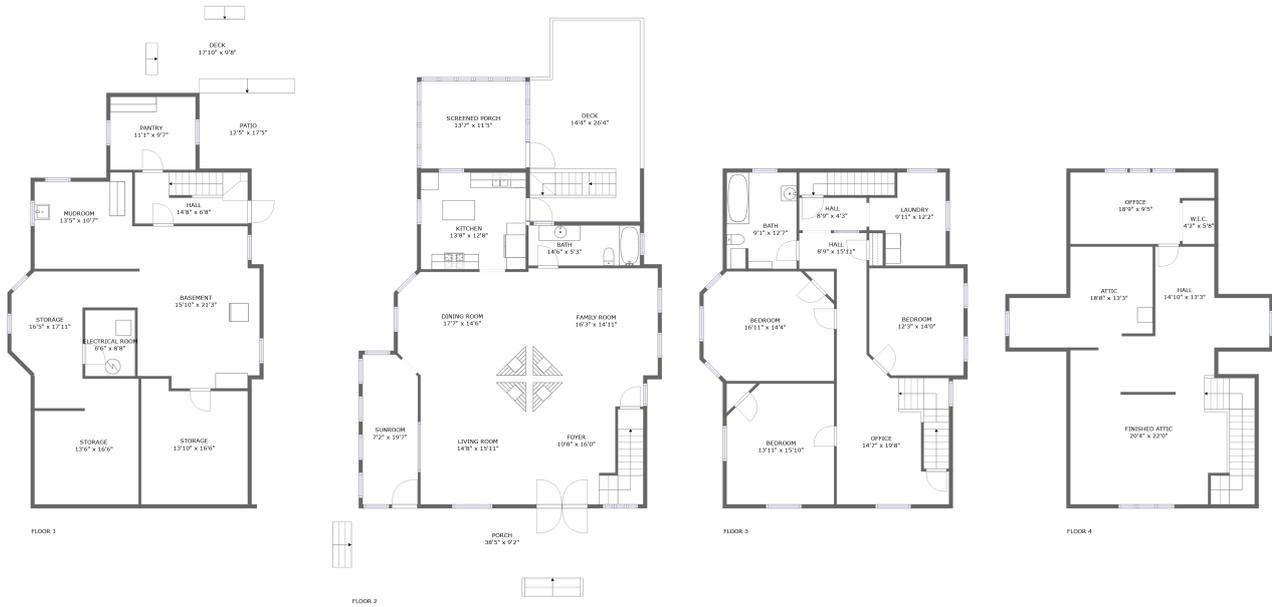 DECK
17'10" x 9'8"
PANTRY
11'1" x 9'7"
PATIO
12'5" x 17'5"
MUDROOM
13'5" x 10'7"
HALL
14'8" x 6'8"
STORAGE
16'5" x 17'11"
BASEMENT
15'10" x 21'3"
ELECTRICAL ROOM
6'6" x 8'8"
STORAGE
13'6" x 16'6"
STORAGE
13'10" x 16'6"
FLOOR 1
SCREENED PORCH
13'7" x 11'5"
DECK
14'4" x 26'4"
KITCHEN
13'8" x 12'8"
BATH
14'6" x 5'3"
DINING ROOM
17'7" x 14'6"
FAMILY ROOM
16'3" x 14'11"
SUNROOM
7'2" x 19'7"
LIVING ROOM
14'8" x 15'11"
FOYER
10'8" x 16'0"
PORCH
38'5" x 9'2"
FLOOR 2
BATH
9'1" x 12'7"
HALL
8'9" x 4'3"
LAUNDRY
9'11" x 12'2"
HALL
8'9" x 15'11"
BEDROOM
16'11" x 14'4"
BEDROOM
12'3" x 14'0"
BEDROOM
13'11" x 15'10"
OFFICE
14'7" x 19'8"
FLOOR 3
OFFICE
18'9" x 9'5"
W.I.C.
4'2" x 5'8"
ATTIC
18'8" x 13'3"
HALL
14'10" x 13'3"
FINISHED ATTIC
20'4" x 22'0"
FLOOR 4